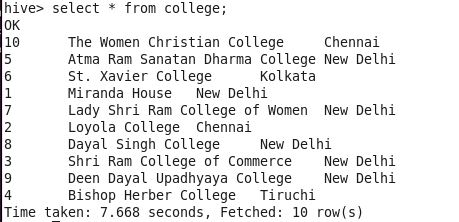 hive> select * from college;
OK
10 The Women Christian College Chennai
5 Atma Ram Sanatan Dharma College New Delhi
6 St. Xavier College Kolkata
1 Miranda House New Delhi
7 Lady Shri Ram College of Women New Delhi
2 Loyola College Chennai
8 Dayal Singh College New Delhi
3 Shri Ram College of Commerce New Delhi
9 Deen Dayal Upadhyaya College New Delhi
4 Bishop Herber College Tiruchi
Time taken: 7.668 seconds, Fetched: 10 row(s)